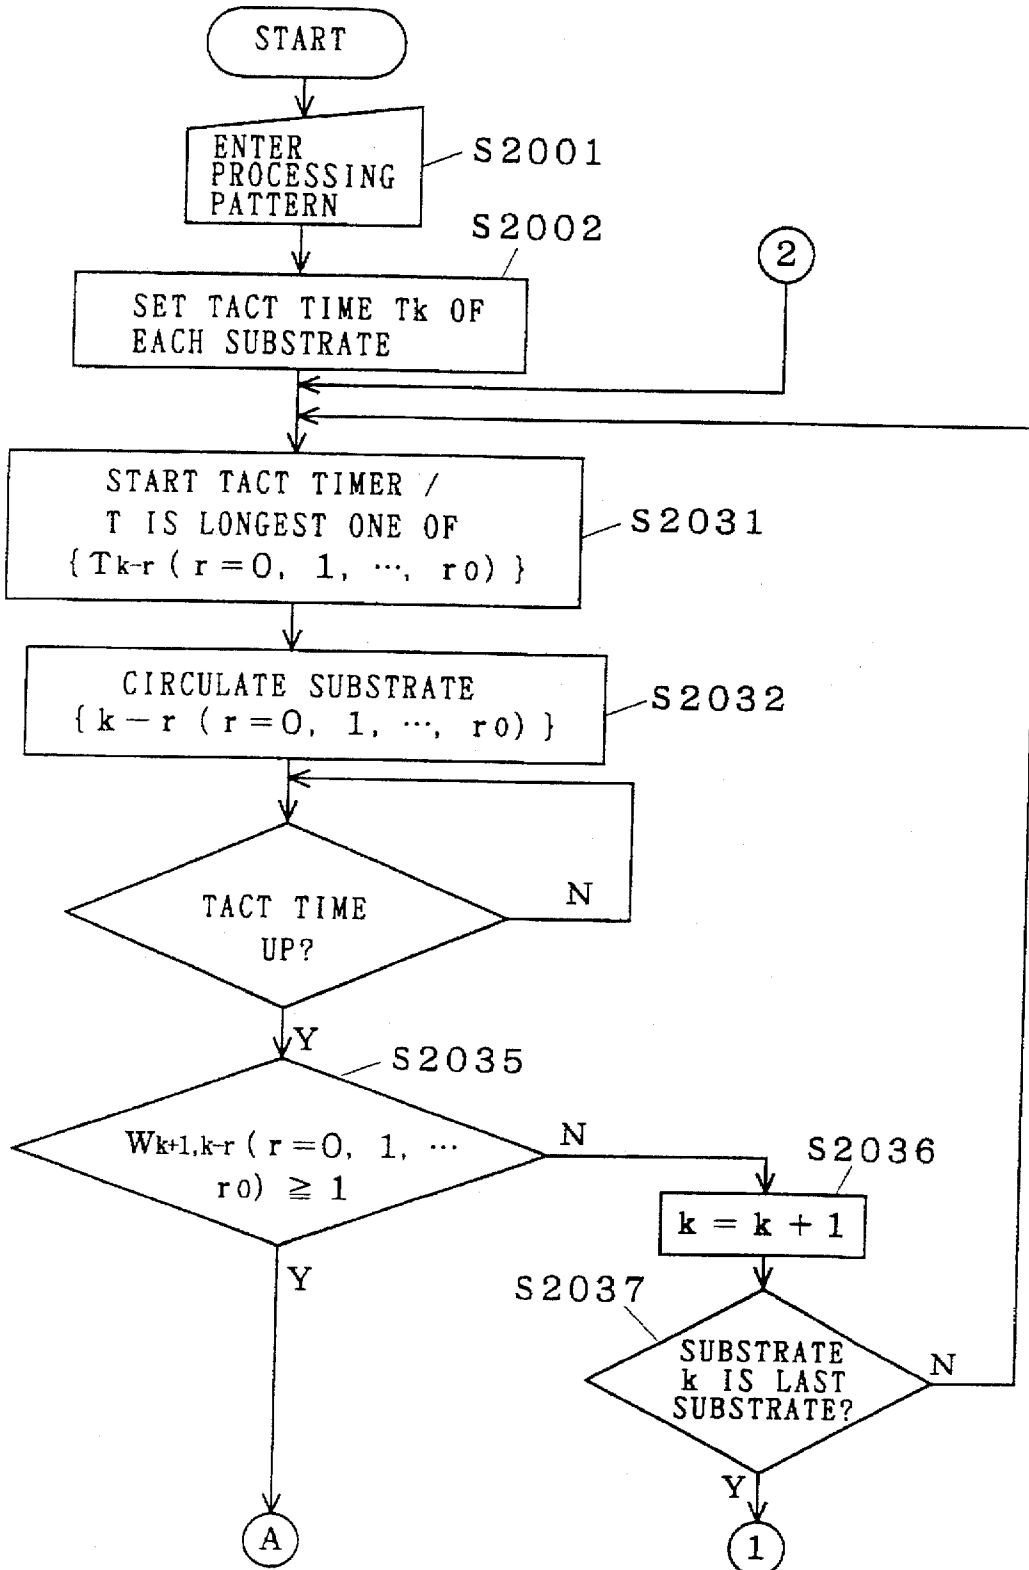 START
ENTER
PROCESSING
PATTERN
S2001
S2002
2
SET TACT TIME Tk OF
EACH SUBSTRATE
START TACT TIMER /
T IS LONGEST ONE OF
{ Tk-r ( r = 0, 1, ···, r0) }
S2031
CIRCULATE SUBSTRATE
{ k − r ( r = 0, 1, ···, r0) }
S2032
TACT TIME
UP?
N
Y
S2035
Wk+1,k-r ( r = 0, 1, ···
r0) ≧ 1
N
Y
S2036
k = k + 1
S2037
SUBSTRATE
k IS LAST
SUBSTRATE?
N
Y
A
1